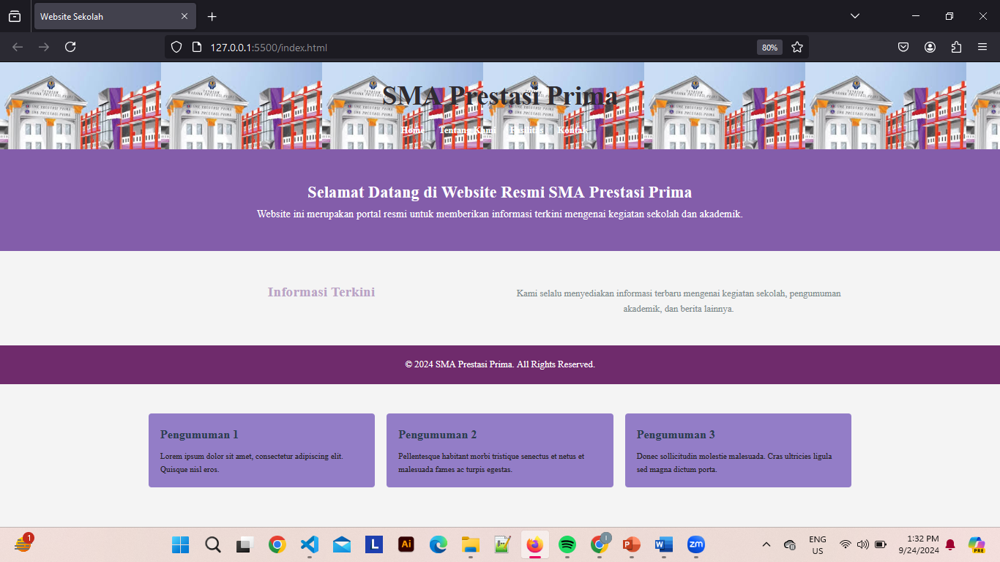 Website Sekolah
127.0.0.1:5500/index.html
80%
SMA Prestasi Prima
Home Tentang Kami Fasilitas Kontak
Selamat Datang di Website Resmi SMA Prestasi Prima
Website ini merupakan portal resmi untuk memberikan informasi terkini mengenai kegiatan sekolah dan akademik.
Informasi Terkini
Kami selalu menyediakan informasi terbaru mengenai kegiatan sekolah, pengumuman
akademik, dan berita lainnya.
© 2024 SMA Prestasi Prima. All Rights Reserved.
Pengumuman 1
Lorem ipsum dolor sit amet, consectetur adipiscing elit.
Quisque nisl eros.
Pengumuman 2
Pellentesque habitant morbi tristique senectus et netus et
malesuada fames ac turpis egestas.
Pengumuman 3
Donec sollicitudin molestie malesuada. Cras ultricies ligula
sed magna dictum porta.
1
L
Ai
P
W
zm
ENG
US
1:32 PM
9/24/2024
PRE